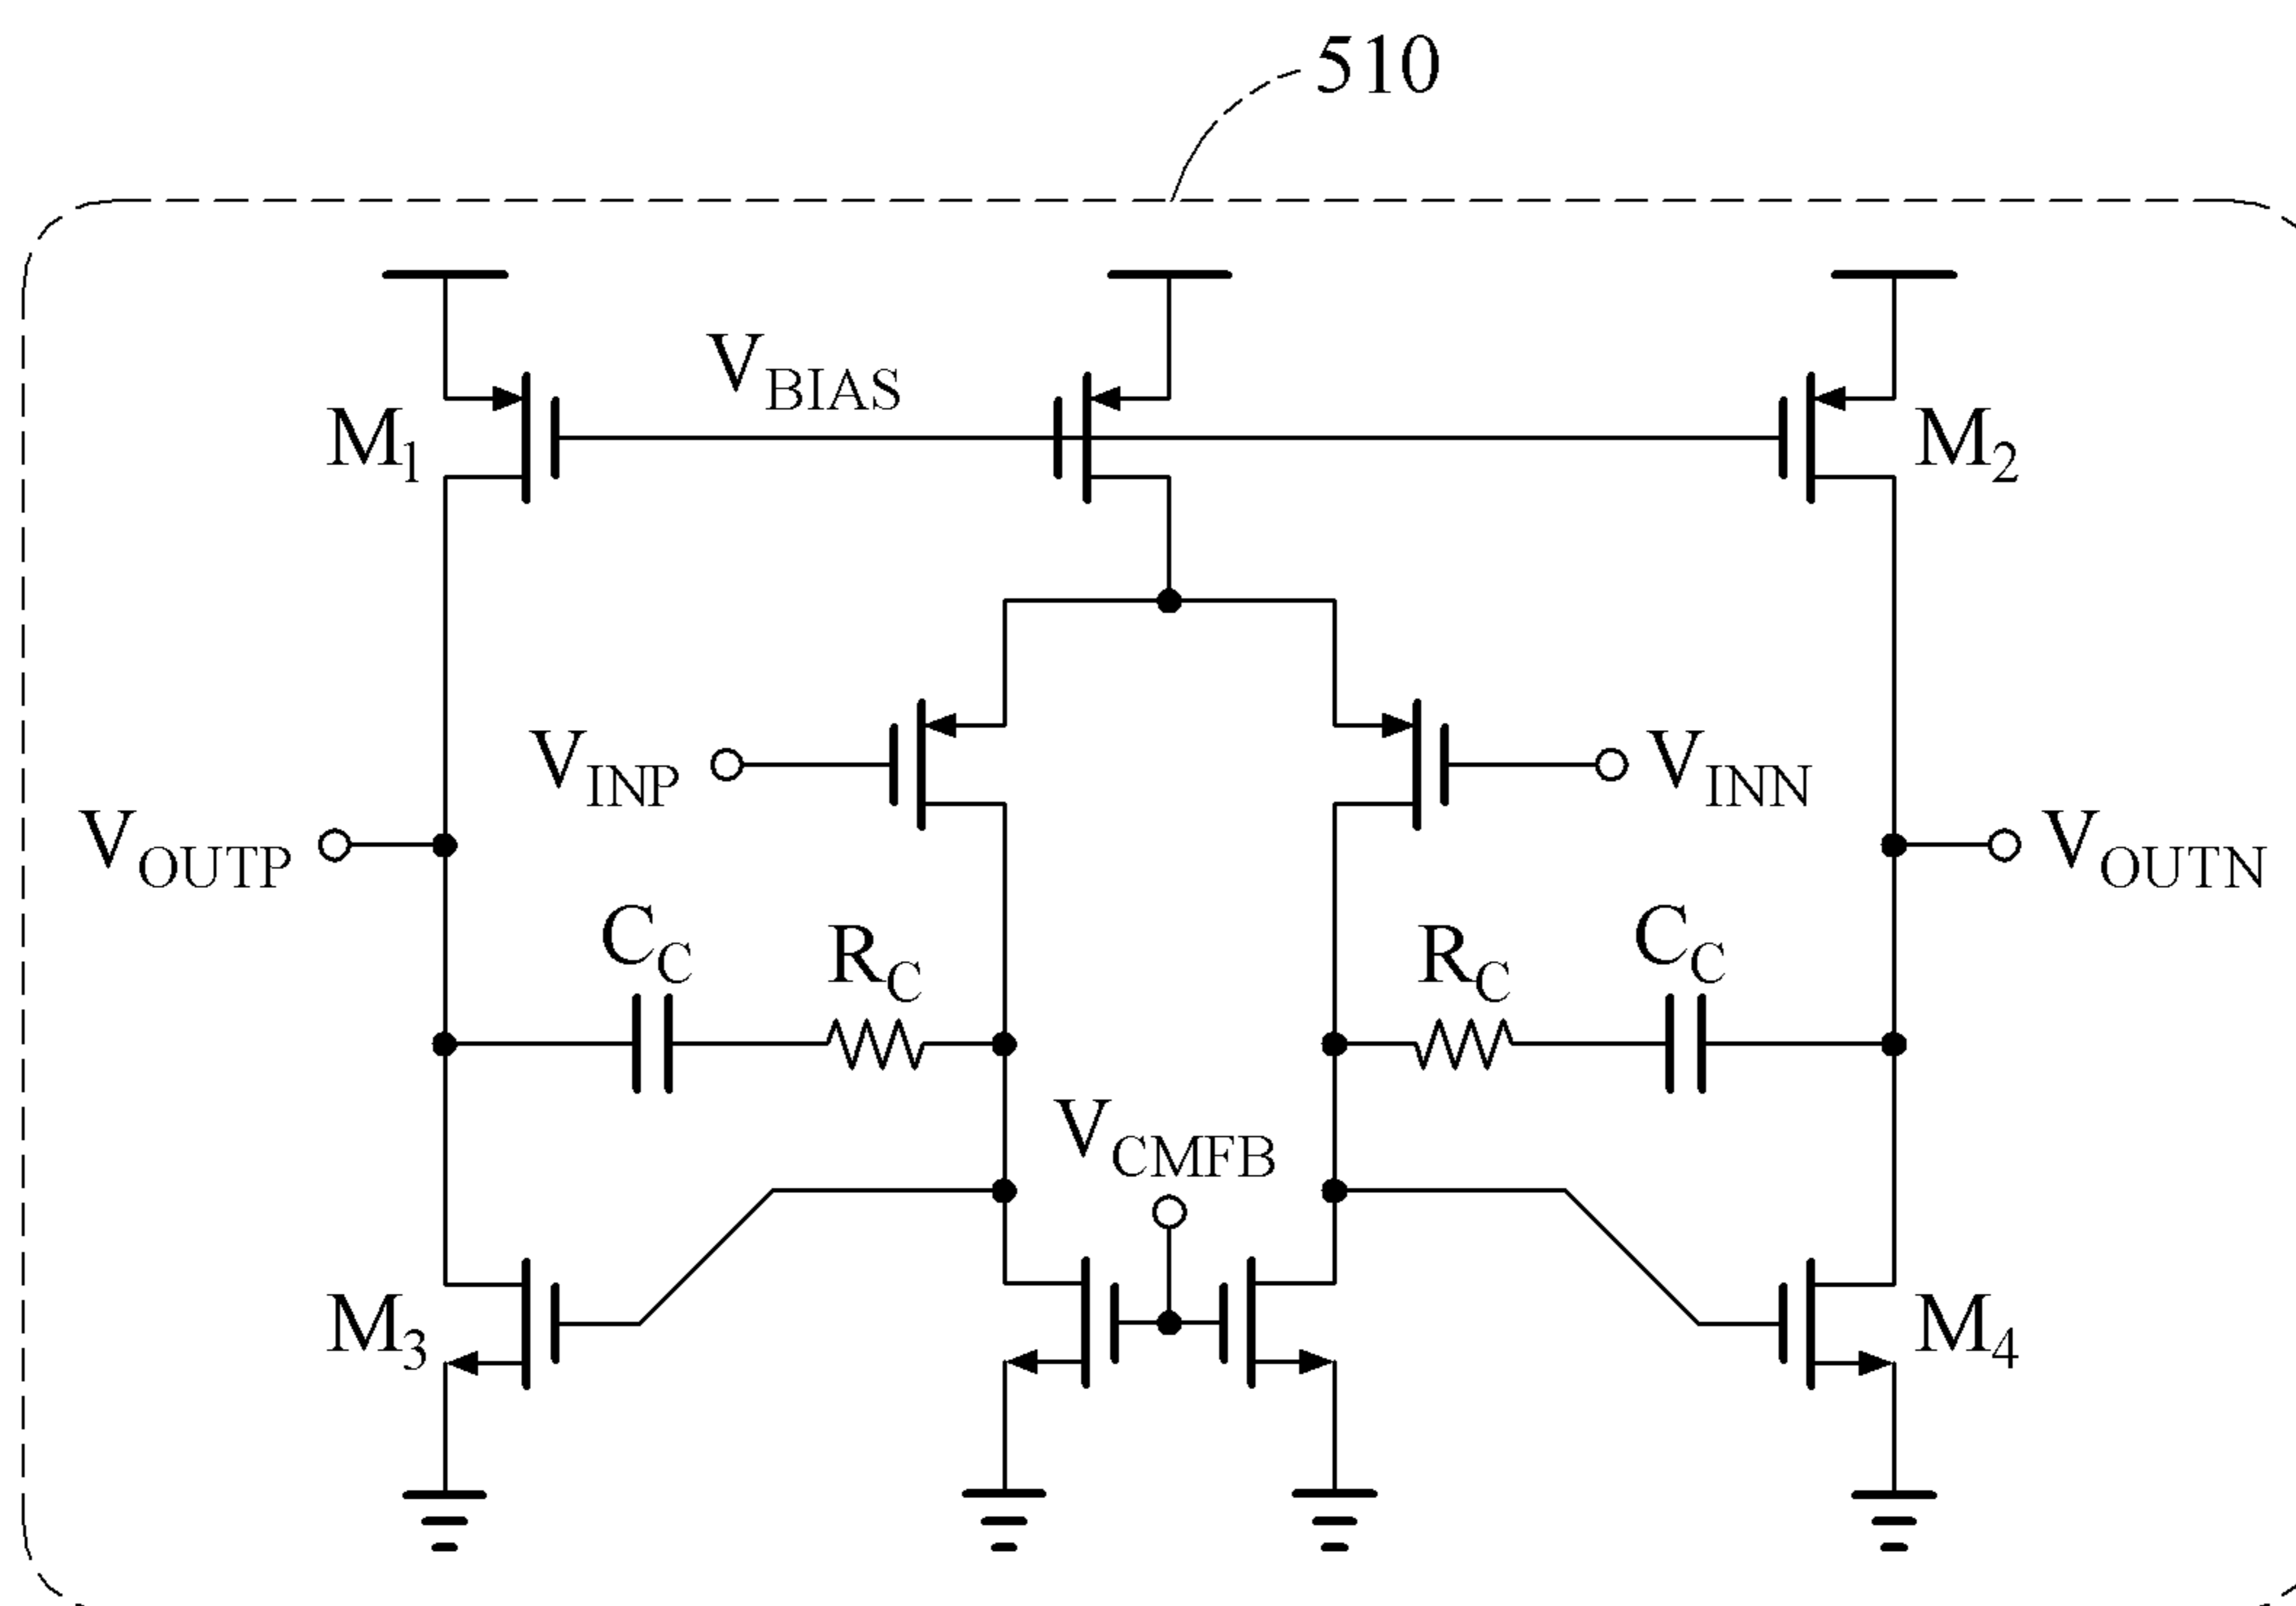 510
V_BIAS
M_1
M_2
V_INP
V_INN
V_OUTP
V_OUTN
C_C
R_C
R_C
C_C
V_CMFB
M_3
M_4